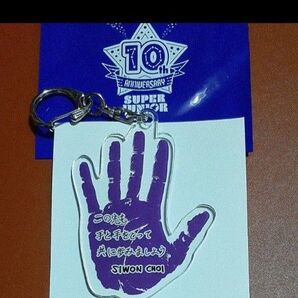 10th
ANNIVERSARY
SUPER
JUNIOR
この先も
手と手をとって
共に歩みましょう
SIWON CHOI